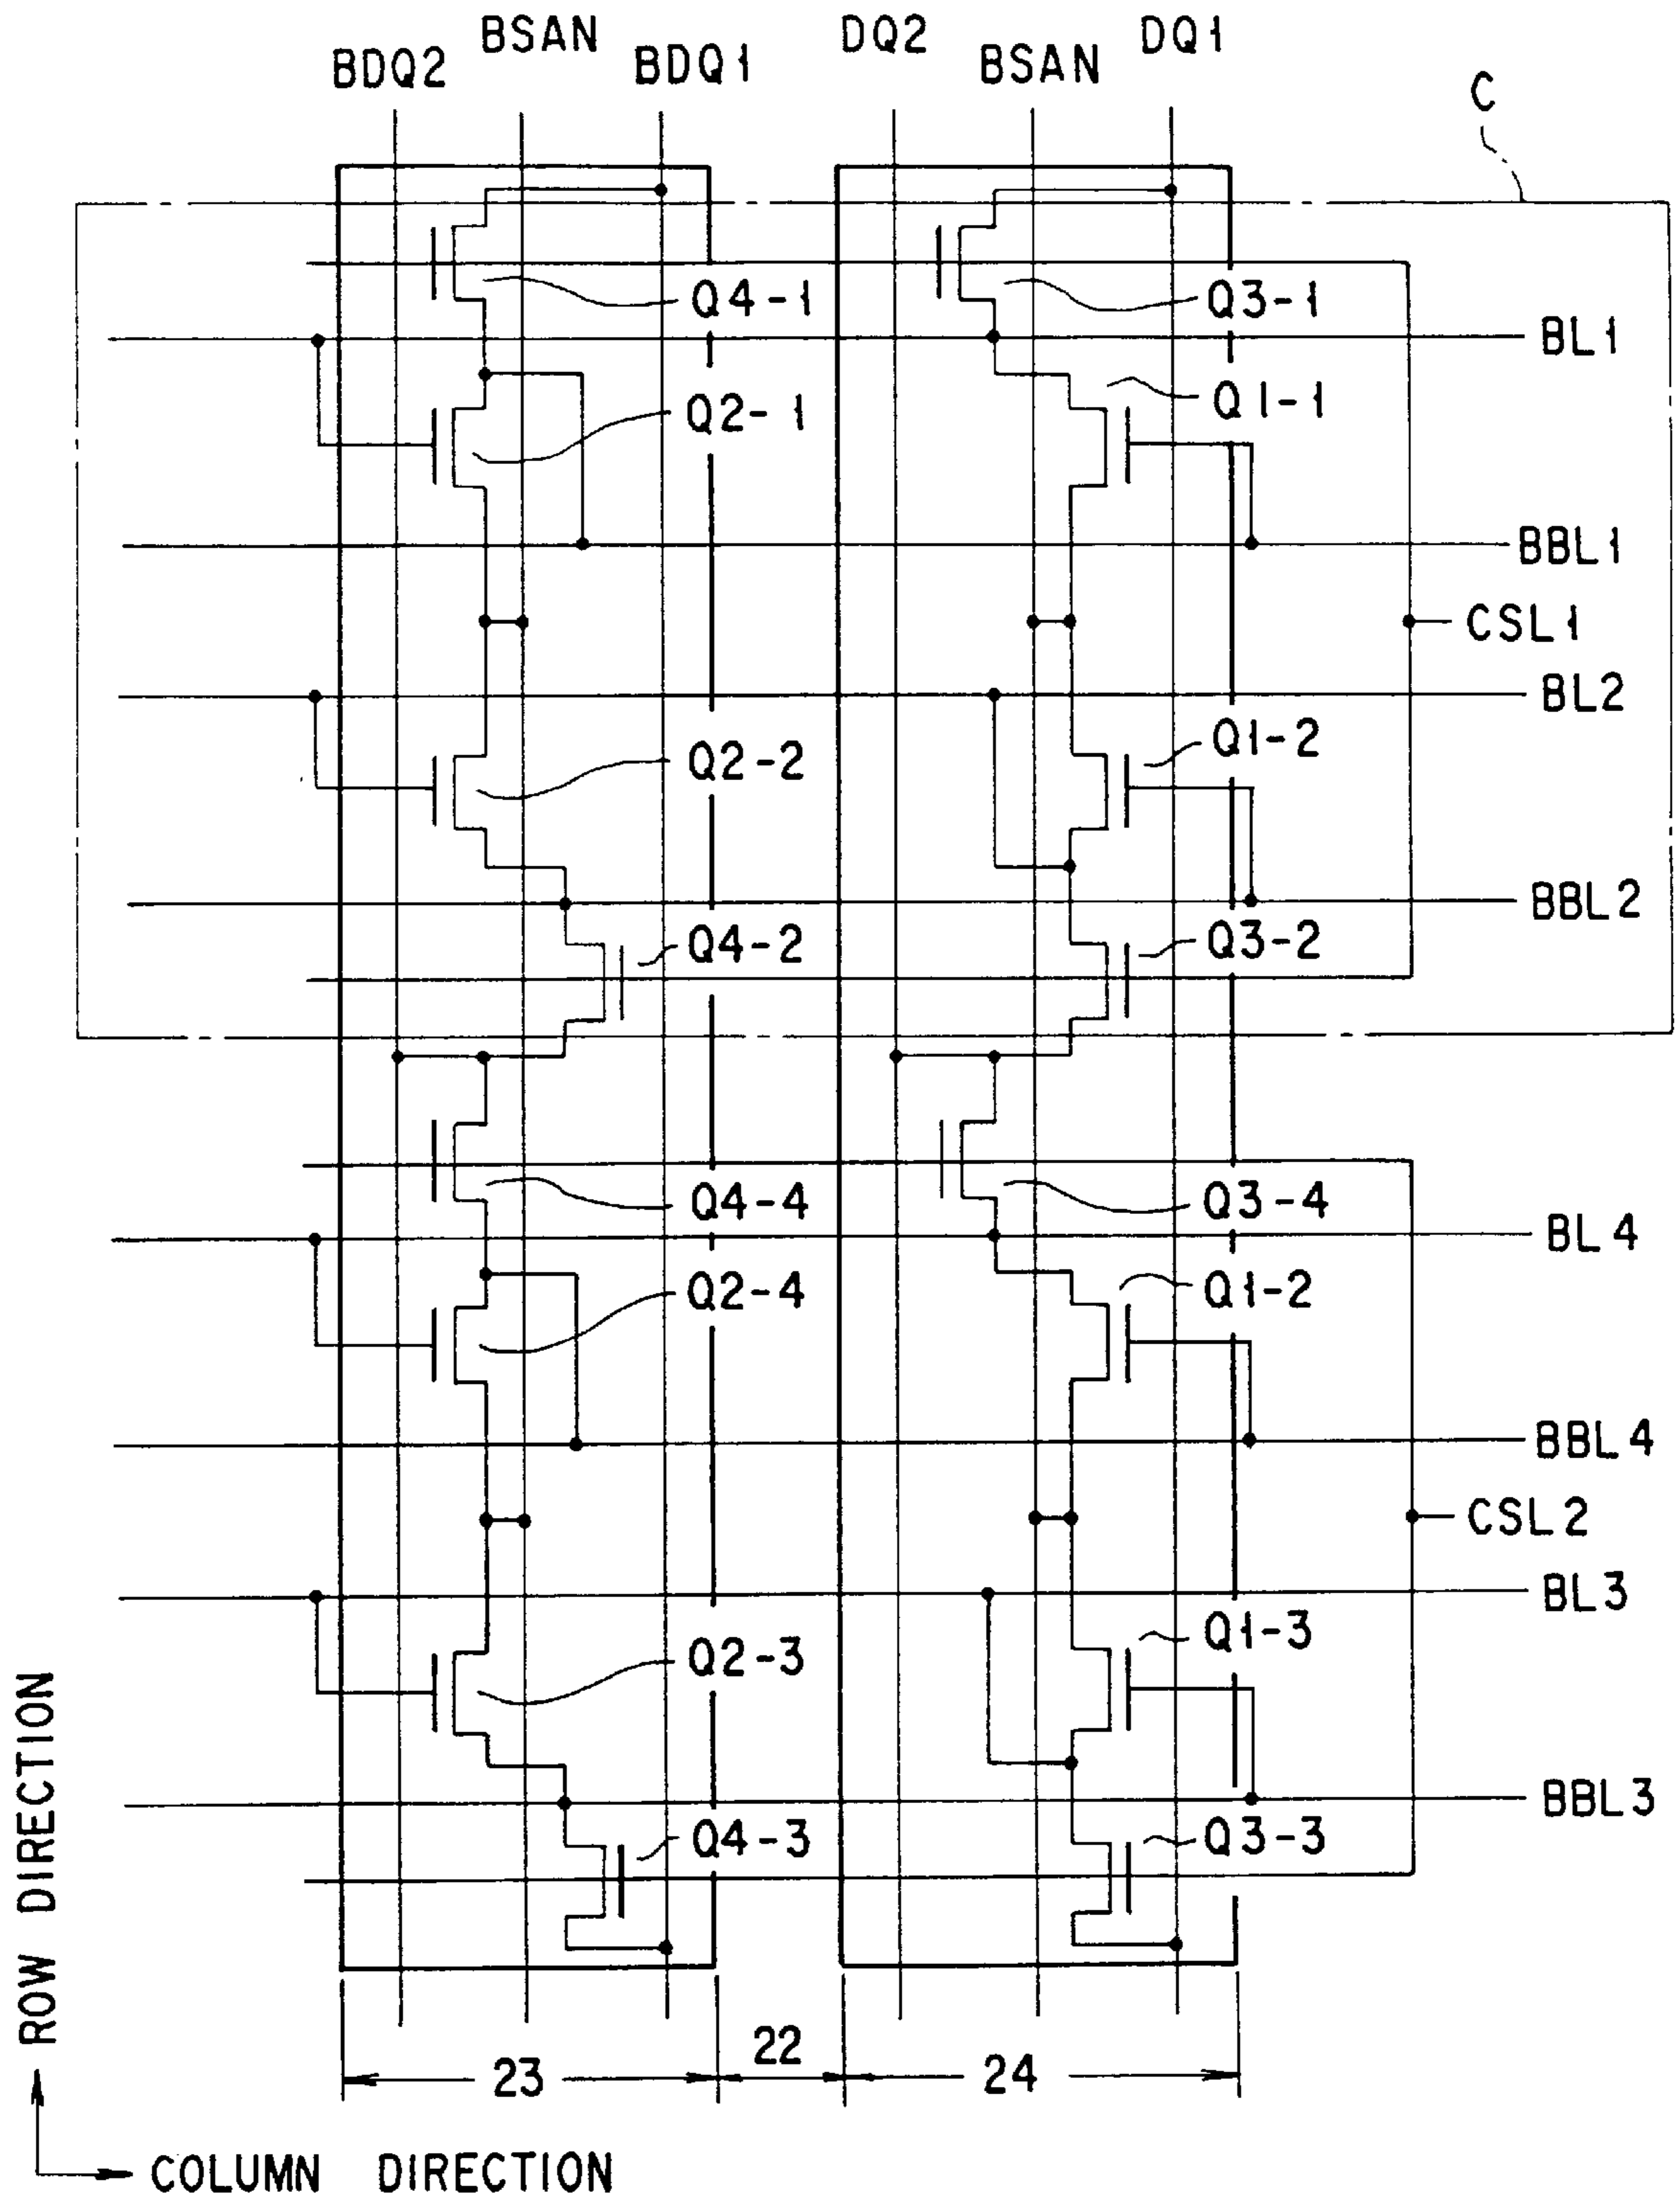 BDQ2 BSAN BDQ1 DQ2 BSAN DQ1
C
Q4-1 Q3-1
BL1
Q2-1 Q1-1
BBL1
CSL1
BL2
Q2-2 Q1-2
BBL2
Q4-2 Q3-2
Q4-4 Q3-4
BL4
Q2-4 Q1-2
BBL4
CSL2
BL3
Q2-3 Q1-3
BBL3
Q4-3 Q3-3
23 22 24
ROW DIRECTION
COLUMN DIRECTION